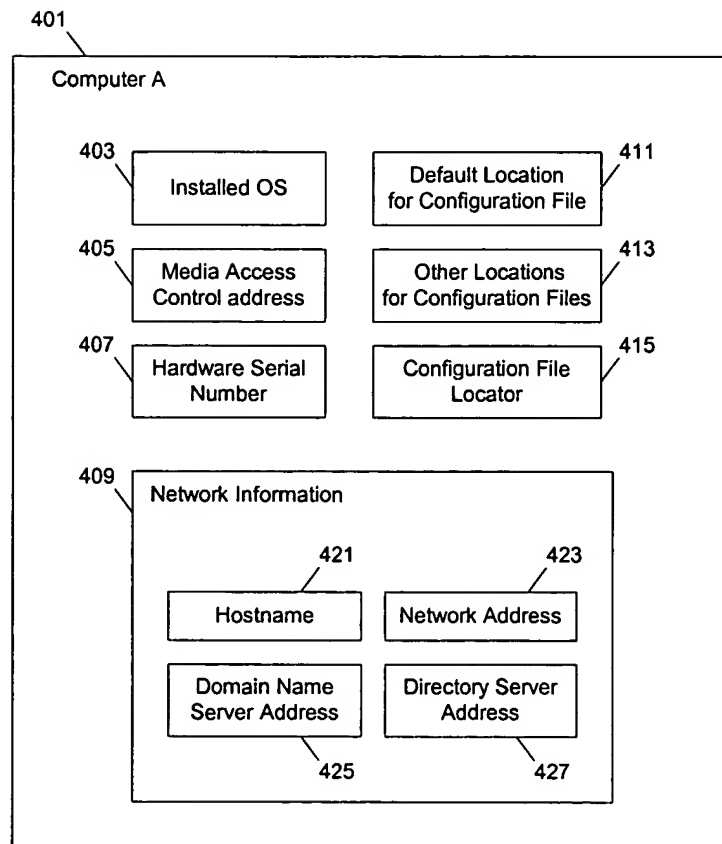 401
Computer A
403
Installed OS
411
Default Location
for Configuration File
405
Media Access
Control address
413
Other Locations
for Configuration Files
407
Hardware Serial
Number
415
Configuration File
Locator
409
Network Information
421
Hostname
423
Network Address
Domain Name
Server Address
425
Directory Server
Address
427